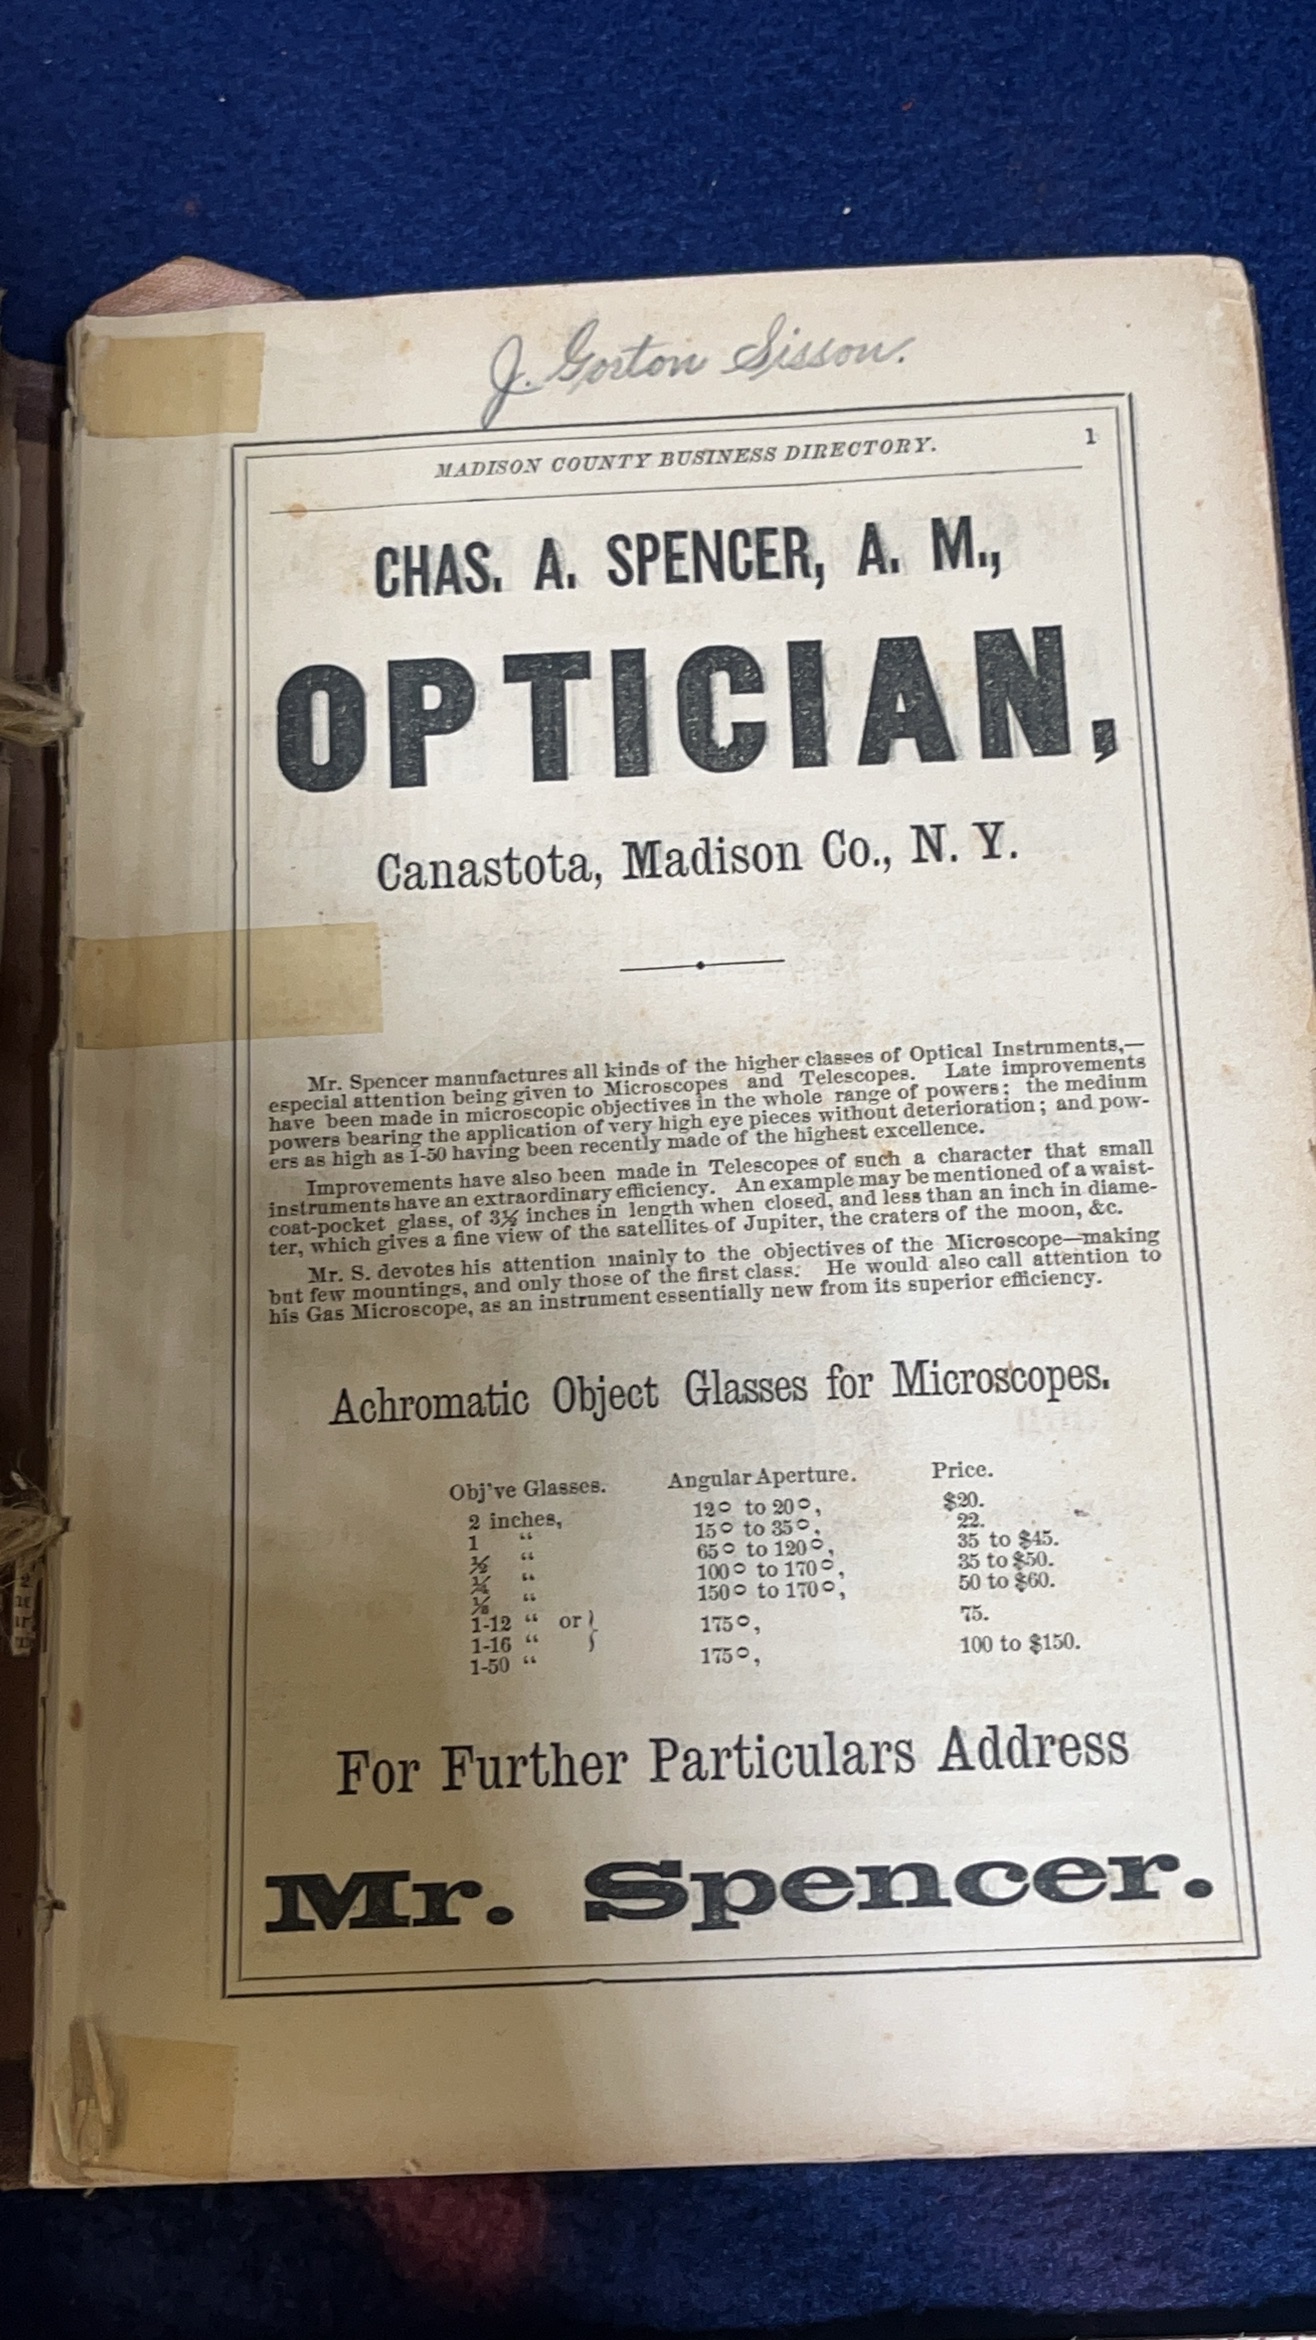 J. Gorton Sisson.
MADISON COUNTY BUSINESS DIRECTORY. 1
CHAS. A. SPENCER, A. M.,
OPTICIAN,
Canastota, Madison Co., N. Y.
Mr. Spencer manufactures all kinds of the higher classes of Optical Instruments,—
especial attention being given to Microscopes and Telescopes. Late improvements
have been made in microscopic objectives in the whole range of powers; the medium
powers bearing the application of very high eye pieces without deterioration; and pow-
ers as high as 1-50 having been recently made of the highest excellence.
Improvements have also been made in Telescopes of such a character that small
instruments have an extraordinary efficiency. An example may be mentioned of a waist-
coat-pocket glass, of 3½ inches in length when closed, and less than an inch in diame-
ter, which gives a fine view of the satellites of Jupiter, the craters of the moon, &c.
Mr. S. devotes his attention mainly to the objectives of the Microscope—making
but few mountings, and only those of the first class. He would also call attention to
his Gas Microscope, as an instrument essentially new from its superior efficiency.
Achromatic Object Glasses for Microscopes.
Obj've Glasses. Angular Aperture. Price.
2 inches, 12° to 20°, $20.
1 " 15° to 35°, 22.
½ " 65° to 120°, 35 to $45.
¼ " 100° to 170°, 35 to $50.
⅛ " 150° to 170°, 50 to $60.
1-12 " or }
1-16 " 175°, 75.
1-50 " 175°, 100 to $150.
For Further Particulars Address
Mr. Spencer.